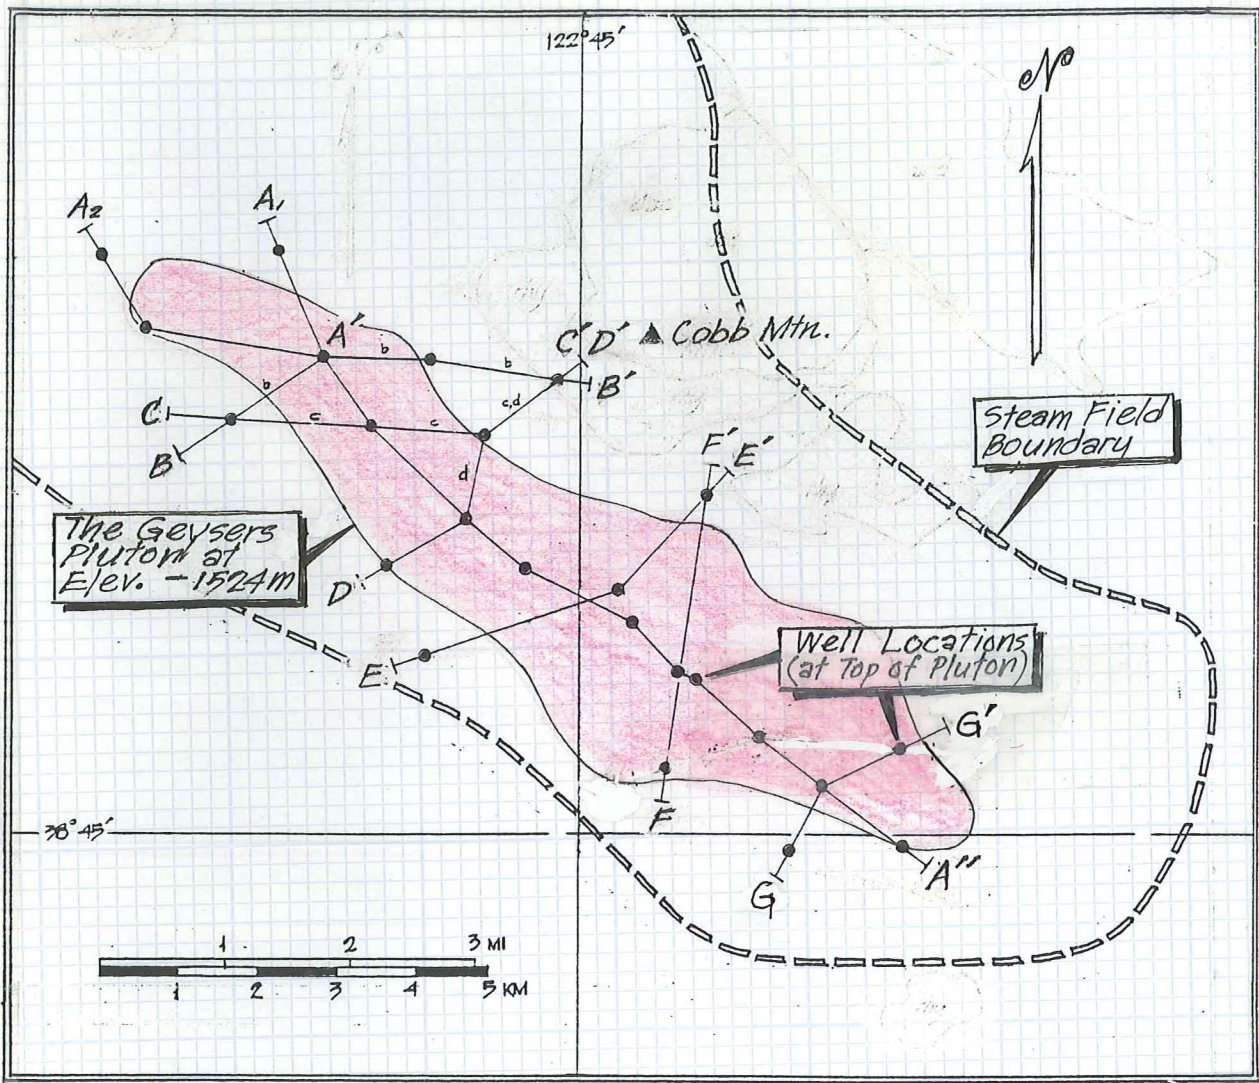 122°45'
N
A2
A1
A'
b
b
C' D'
Cobb Mtn.
B'
b
C
c
c
c,d
B
d
Steam Field
Boundary
F'
E'
The Geysers
Pluton at
Elev. -1524m
D
E
Well Locations
(at Top of Pluton)
G'
F
38°45'
A''
G
1 2 3 MI
1 2 3 4 5 KM